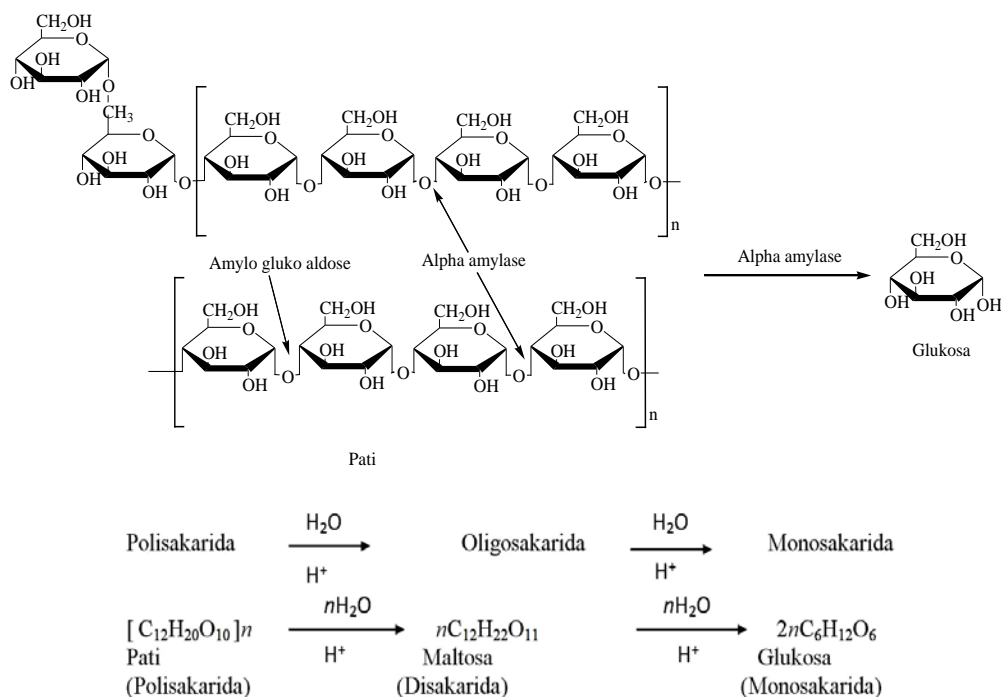 CH₂OH
O
OH
OH
OH
O
CH₃
O
OH
OH
OH
O
CH₂OH
O
OH
OH
O
CH₂OH
O
OH
OH
O
CH₂OH
O
OH
OH
O
CH₂OH
O
OH
OH
O
n
Amylo gluko aldose
Alpha amylase
CH₂OH
O
OH
OH
O
CH₂OH
O
OH
OH
O
CH₂OH
O
OH
OH
O
CH₂OH
O
OH
OH
O
n
Pati
Alpha amylase
CH₂OH
O
OH
OH
OH
OH
Glukosa
Polisakarida H₂O H⁺ Oligosakarida H₂O H⁺ Monosakarida
[ C₁₂H₂₀O₁₀ ]n nH₂O H⁺ nC₁₂H₂₂O₁₁ nH₂O H⁺ 2nC₆H₁₂O₆
Pati Maltosa Glukosa
(Polisakarida) (Disakarida) (Monosakarida)